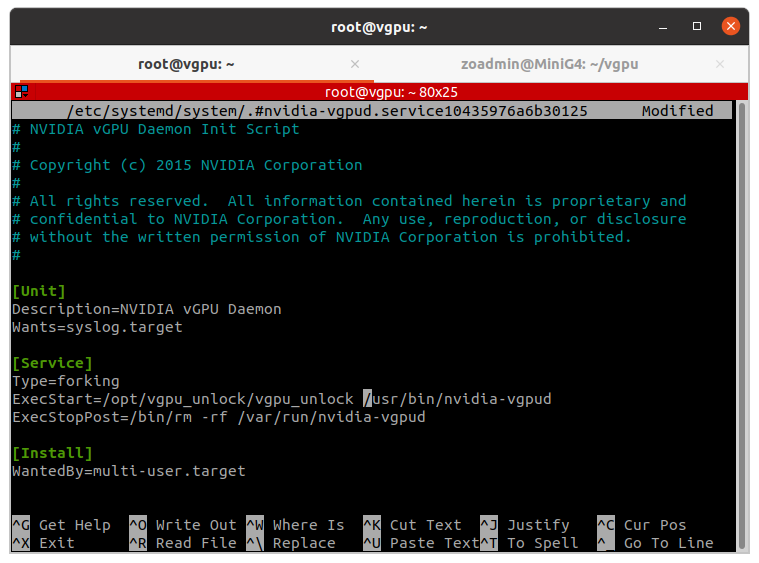 root@vgpu: ~
root@vgpu: ~ × zoadmin@MiniG4: ~/vgpu ×
root@vgpu: ~ 80x25
/etc/systemd/system/.#nvidia-vgpud.service10435976a6b30125 Modified
# NVIDIA vGPU Daemon Init Script
#
# Copyright (c) 2015 NVIDIA Corporation
#
# All rights reserved.  All information contained herein is proprietary and
# confidential to NVIDIA Corporation.  Any use, reproduction, or disclosure
# without the written permission of NVIDIA Corporation is prohibited.
#
[Unit]
Description=NVIDIA vGPU Daemon
Wants=syslog.target
[Service]
Type=forking
ExecStart=/opt/vgpu_unlock/vgpu_unlock /usr/bin/nvidia-vgpud
ExecStopPost=/bin/rm -rf /var/run/nvidia-vgpud
[Install]
WantedBy=multi-user.target
^G Get Help ^O Write Out ^W Where Is ^K Cut Text ^J Justify ^C Cur Pos
^X Exit ^R Read File ^\ Replace ^U Paste Text^T To Spell ^_ Go To Line